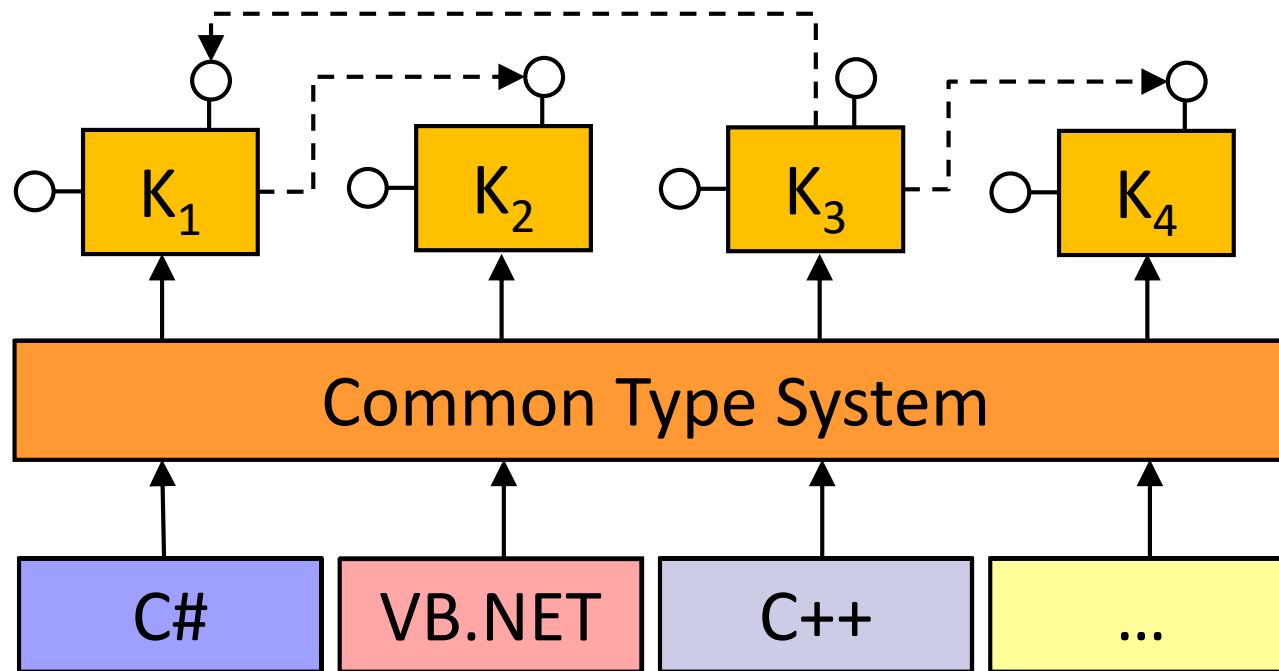 K₁
K₂
K₃
K₄
Common Type System
C#
VB.NET
C++
...